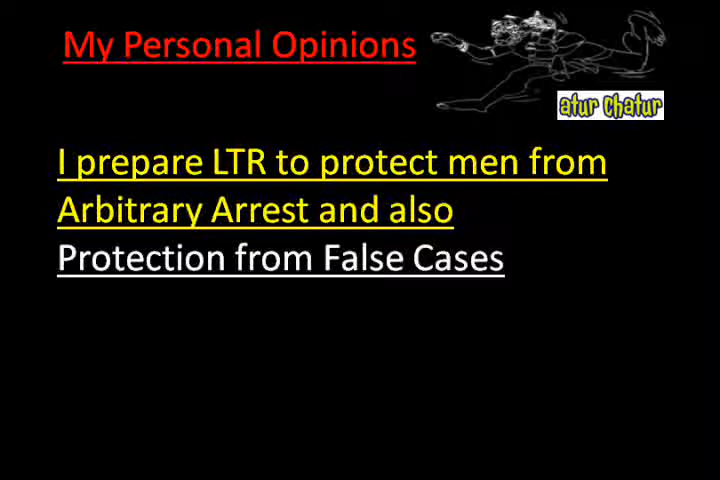 My Personal Opinions
atur chatur
I prepare LTR to protect men from
Arbitrary Arrest and also
Protection from False Cases